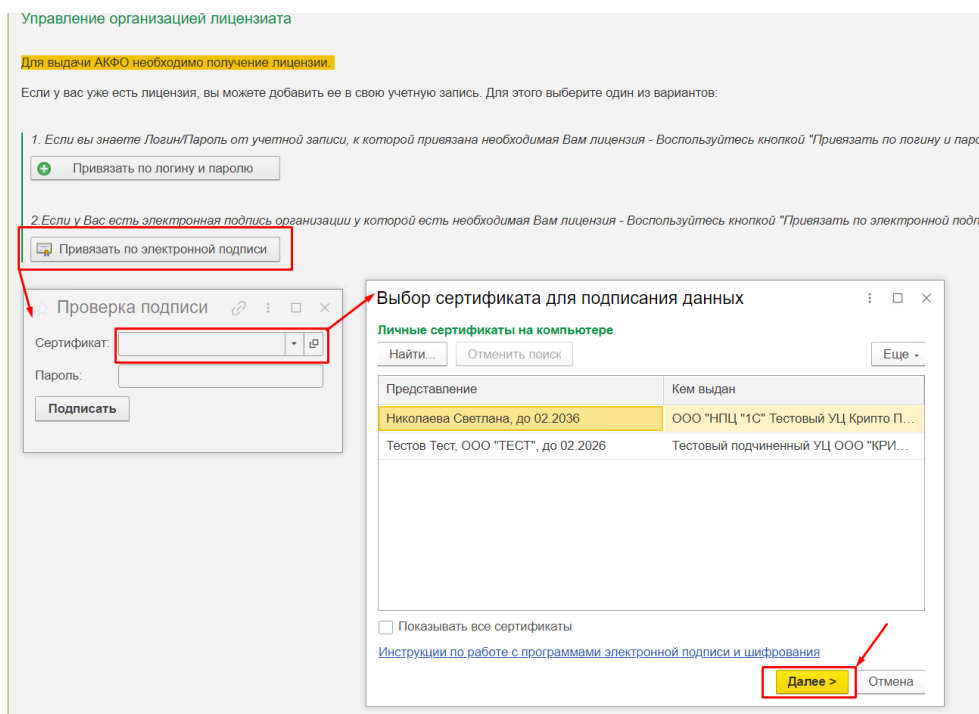 Управление организацией лицензиата
Для выдачи АКФО необходимо получение лицензии.
Если у вас уже есть лицензия, вы можете добавить ее в свою учетную запись. Для этого выберите один из вариантов:
1. Если вы знаете Логин/Пароль от учетной записи, к которой привязана необходимая Вам лицензия - Воспользуйтесь кнопкой "Привязать по логину и паро
Привязать по логину и паролю
2.Если у Вас есть электронная подпись организации у которой есть необходимая Вам лицензия - Воспользуйтесь кнопкой "Привязать по электронной подп
Привязать по электронной подписи
Проверка подписи
Сертификат:
Пароль:
Подписать
Выбор сертификата для подписания данных
Личные сертификаты на компьютере
Найти... Отменить поиск Еще
Представление Кем выдан
Николаева Светлана, до 02.2036 ООО "НПЦ "1С" Тестовый УЦ Крипто П...
Тестов Тест, ООО "ТЕСТ", до 02.2026 Тестовый подчиненный УЦ ООО "КРИ...
Показывать все сертификаты
Инструкции по работе с программами электронной подписи и шифрования
Далее > Отмена